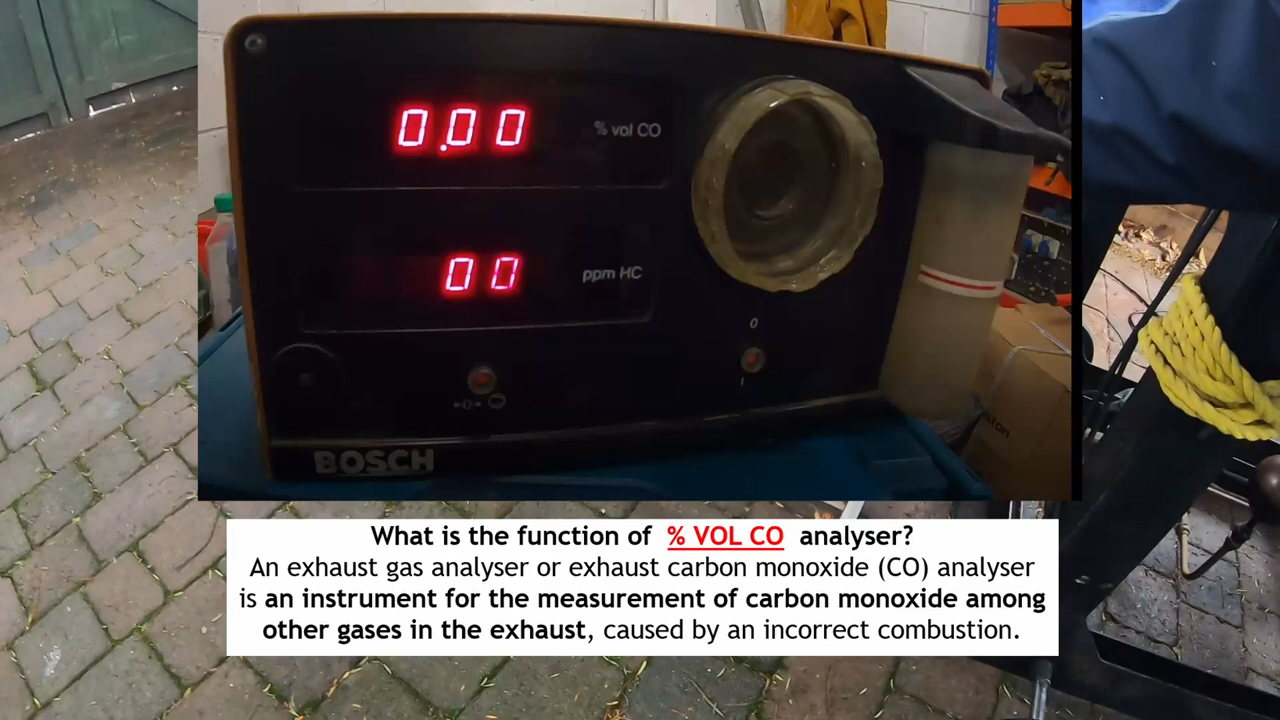 0.00 % vol CO
00 ppm HC
0
I
BOSCH
What is the function of % VOL CO analyser?
An exhaust gas analyser or exhaust carbon monoxide (CO) analyser
is an instrument for the measurement of carbon monoxide among
other gases in the exhaust, caused by an incorrect combustion.